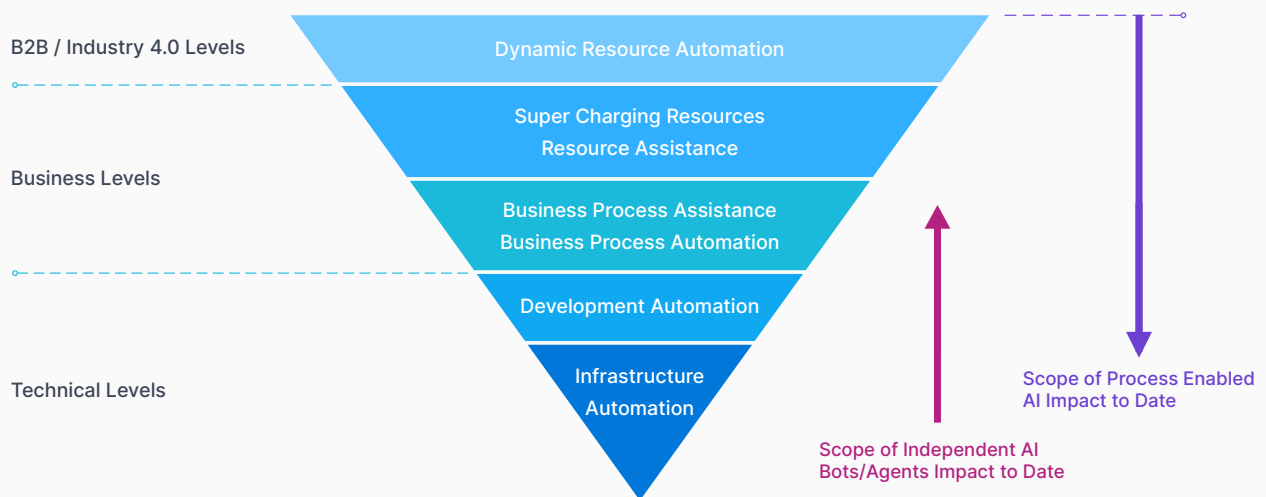 B2B / Industry 4.0 Levels
Dynamic Resource Automation
Super Charging Resources
Resource Assistance
Business Levels
Business Process Assistance
Business Process Automation
Development Automation
Technical Levels
Infrastructure
Automation
Scope of Process Enabled
AI Impact to Date
Scope of Independent AI
Bots/Agents Impact to Date